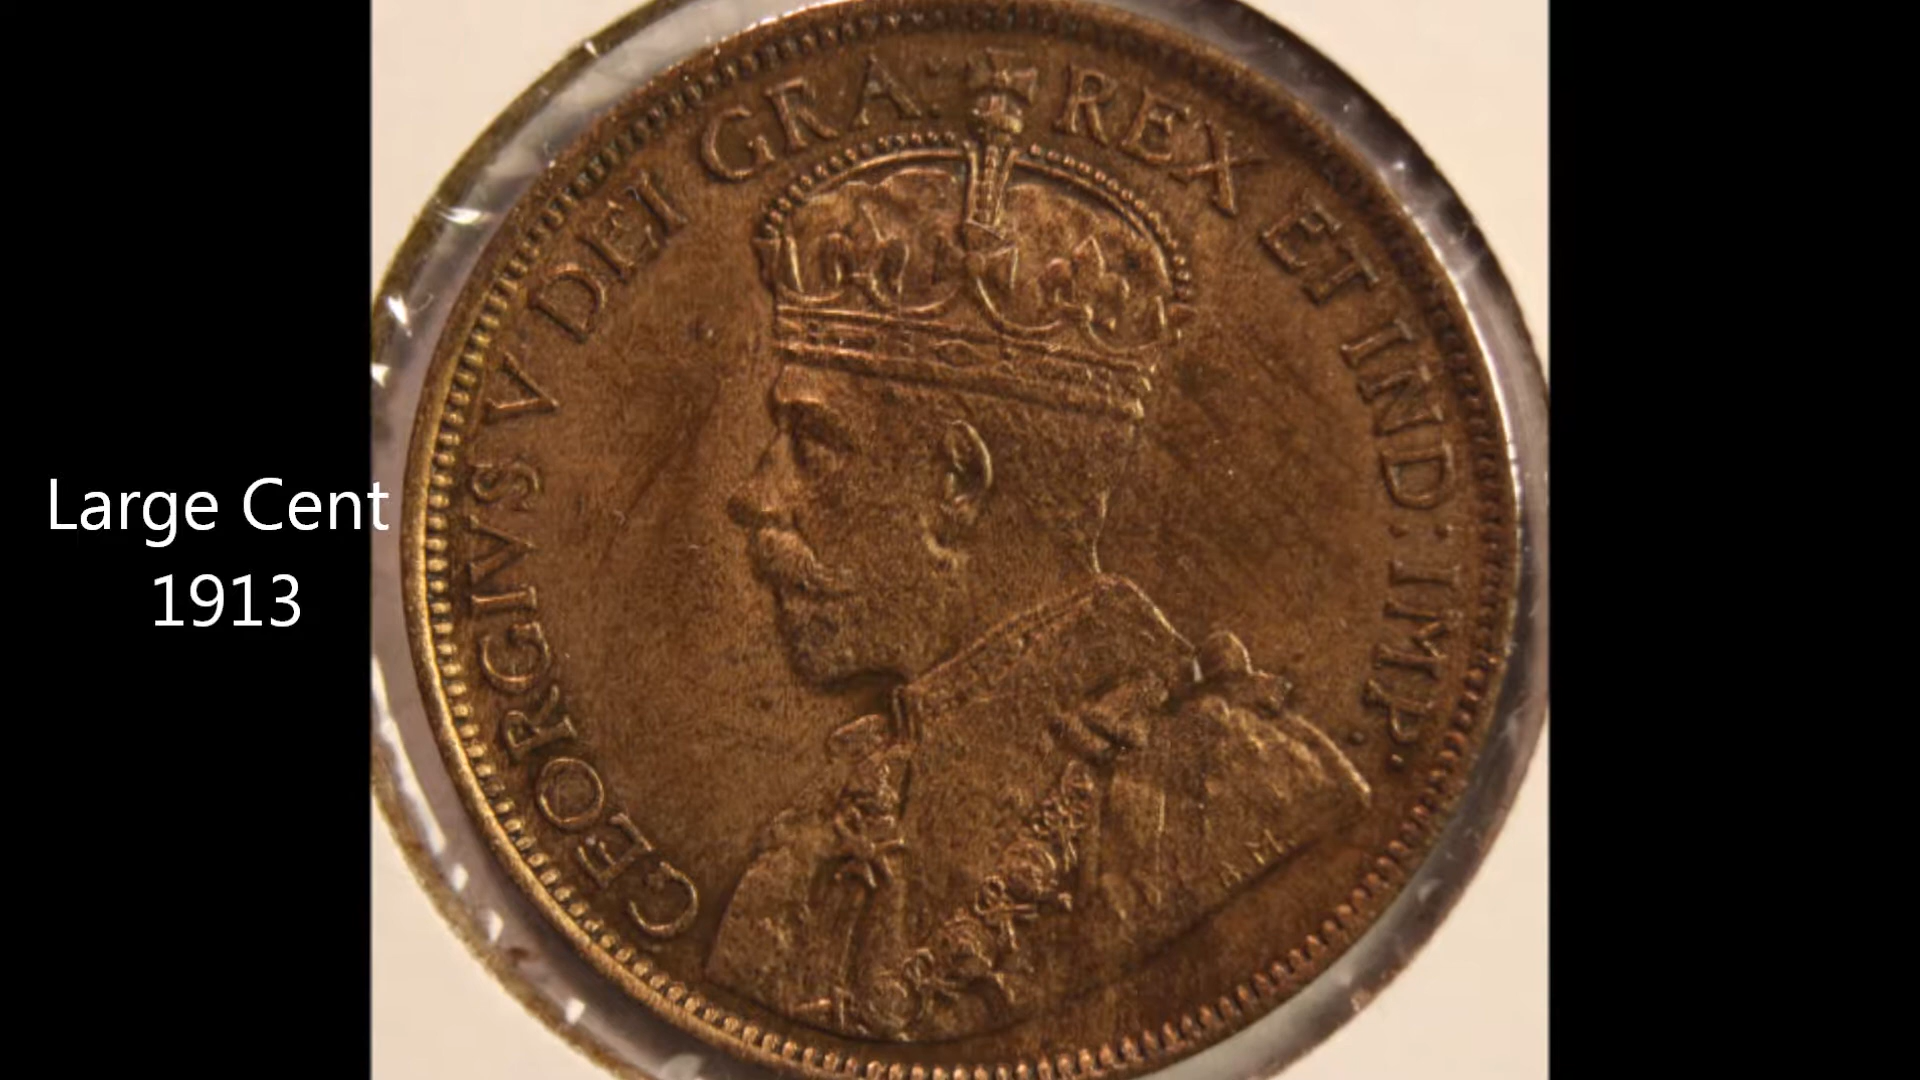 Large Cent
1913
GEORGIVS V DEI GRA: REX ET IND: IMP:
B.M.